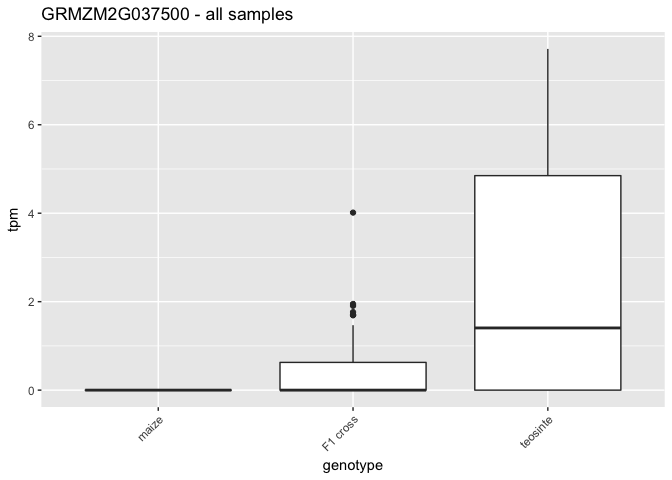 GRMZM2G037500 - all samples
8
6
4
2
0
tpm
maize
F1 cross
teosinte
genotype